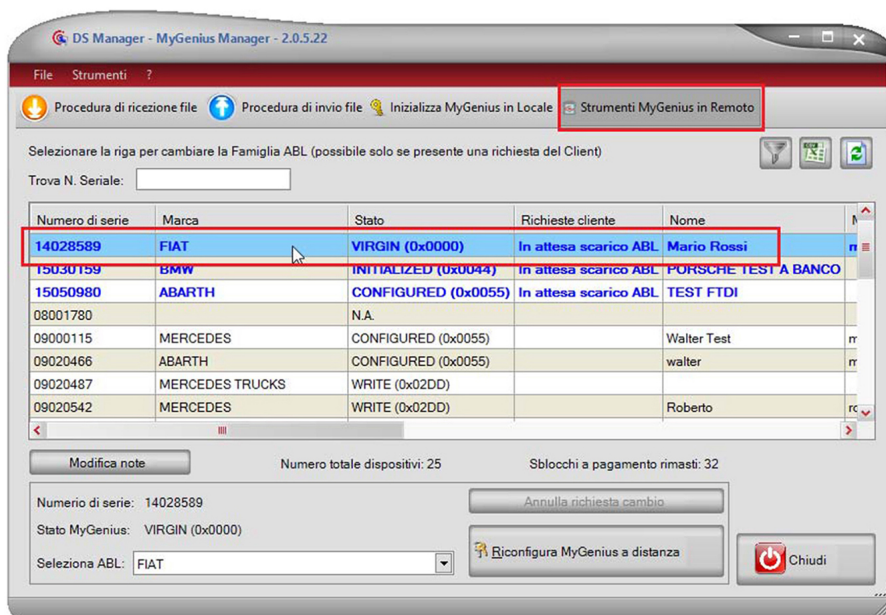 DS Manager - MyGenius Manager - 2.0.5.22
File Strumenti ?
Procedura di ricezione file Procedura di invio file Inizializza MyGenius in Locale Strumenti MyGenius in Remoto
Selezionare la riga per cambiare la Famiglia ABL (possibile solo se presente una richiesta del Client)
Trova N. Seriale:
Numero di serie Marca Stato Richieste cliente Nome
14028589 FIAT VIRGIN (0x0000) In attesa scarico ABL Mario Rossi m
15030159 BMW INITIALIZED (0x0044) In attesa scarico ABL PORSCHE TEST A BANCO
15050980 ABARTH CONFIGURED (0x0055) In attesa scarico ABL TEST FTDI
08001780 N.A.
09000115 MERCEDES CONFIGURED (0x0055) Walter Test m
09020466 ABARTH CONFIGURED (0x0055) walter m
09020487 MERCEDES TRUCKS WRITE (0x02DD)
09020542 MERCEDES WRITE (0x02DD) Roberto ro
Modifica note Numero totale dispositivi: 25 Sblocchi a pagamento rimasti: 32
Numerio di serie: 14028589 Annulla richiesta cambio
Stato MyGenius: VIRGIN (0x0000)
Riconfigura MyGenius a distanza
Chiudi
Seleziona ABL: FIAT